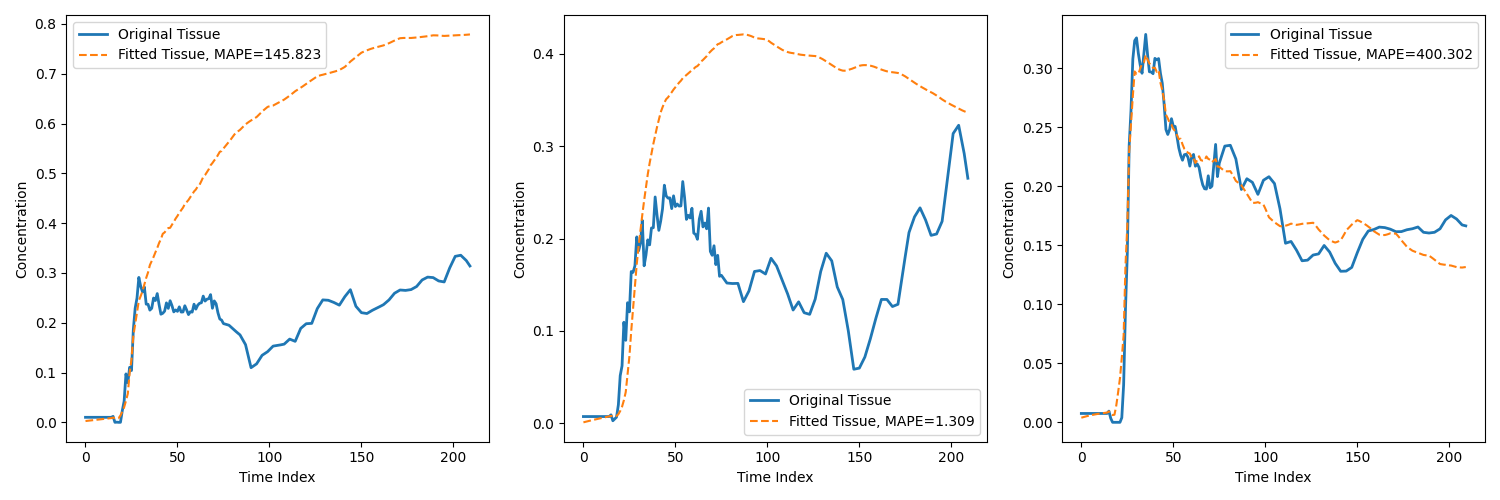 Original Tissue
Fitted Tissue, MAPE=145.823
Concentration
0.8
0.7
0.6
0.5
0.4
0.3
0.2
0.1
0.0
0 50 100 150 200
Time Index
Original Tissue
Fitted Tissue, MAPE=1.309
Concentration
0.4
0.3
0.2
0.1
0.0
0 50 100 150 200
Time Index
Original Tissue
Fitted Tissue, MAPE=400.302
Concentration
0.30
0.25
0.20
0.15
0.10
0.05
0.00
0 50 100 150 200
Time Index